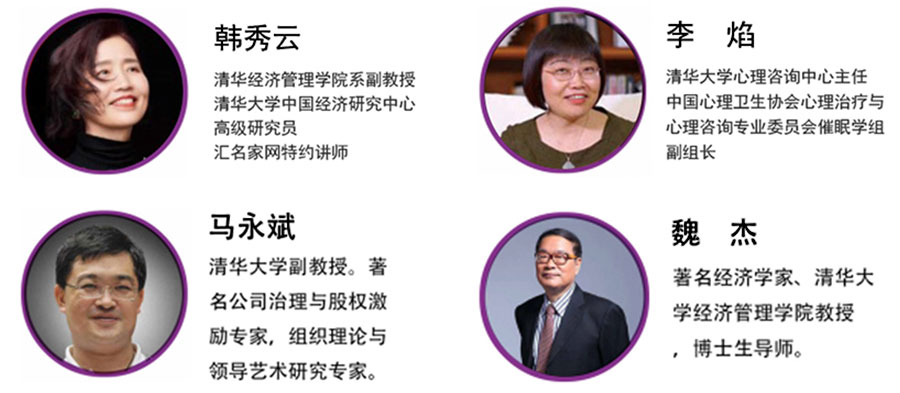 韩秀云
清华经济管理学院系副教授
清华大学中国经济研究中心
高级研究员
汇名家网特约讲师
李 焰
清华大学心理咨询中心主任
中国心理卫生协会心理治疗与
心理咨询专业委员会催眠学组
副组长
马永斌
清华大学副教授。著
名公司治理与股权激
励专家，组织理论与
领导艺术研究专家。
魏 杰
著名经济学家、清华大
学经济管理学院教授
，博士生导师。